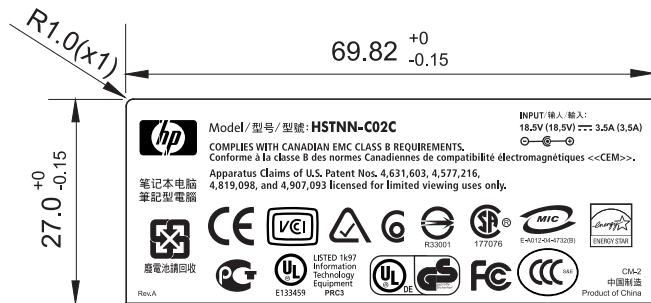 R1.0(x1)
69.82 +0 -0.15
27.0 +0 -0.15
hp
Model/型号/型號: HSTNN-C02C
INPUT/输人/輸入:
18.5V (18,5V) ⎓ 3.5A (3,5A)
COMPLIES WITH CANADIAN EMC CLASS B REQUIREMENTS.
Conforme à la classe B des normes Canadiennes de compatibilité électromagnétiques <<CEM>>.
Apparatus Claims of U.S. Patent Nos. 4,631,603, 4,577,216,
4,819,098, and 4,907,093 licensed for limited viewing uses only.
笔记本电脑
筆記型電腦
廢電池請回收
Rev.A
CE
VCI
R33001
SA
®
177076
MIC
E-A012-04-4732(B)
energy
ENERGY STAR
PCT
UL
E133459
LISTED 1k97
Information
Technology
Equipment
PRC3
UL
DE
GS
FC
CCC
S&E
CM-2
中国制造
Product of China